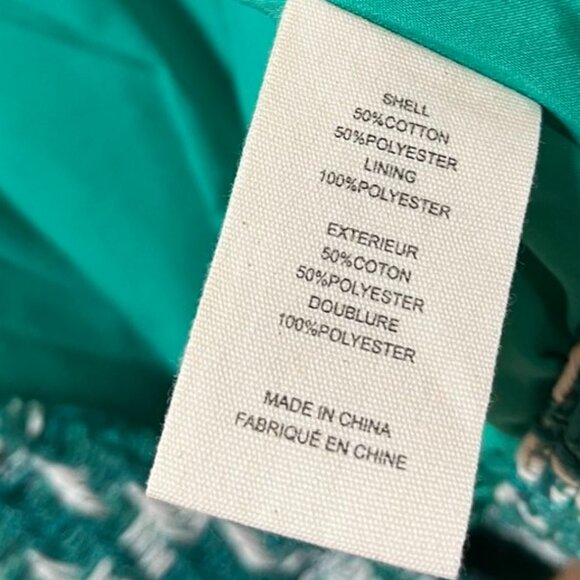 SHELL
50%COTTON
50%POLYESTER
LINING
100%POLYESTER
EXTERIEUR
50%COTON
50%POLYESTER
DOUBLURE
100%POLYESTER
MADE IN CHINA
FABRIQUÉ EN CHINE